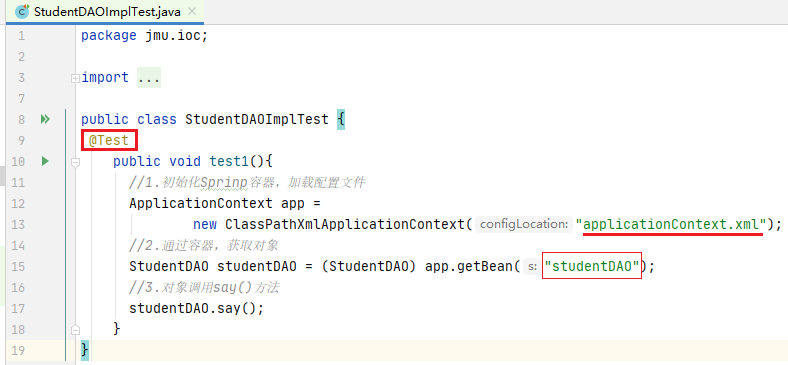 StudentDAOImplTest.java
1 package jmu.ioc;
2
3 import ...
7
8 public class StudentDAOImplTest {
9 @Test
10 public void test1(){
11 //1.初始化Sprinp容器，加载配置文件
12 ApplicationContext app =
13 new ClassPathXmlApplicationContext( configLocation: "applicationContext.xml");
14 //2.通过容器，获取对象
15 StudentDAO studentDAO = (StudentDAO) app.getBean( s: "studentDAO");
16 //3.对象调用say()方法
17 studentDAO.say();
18 }
19 }